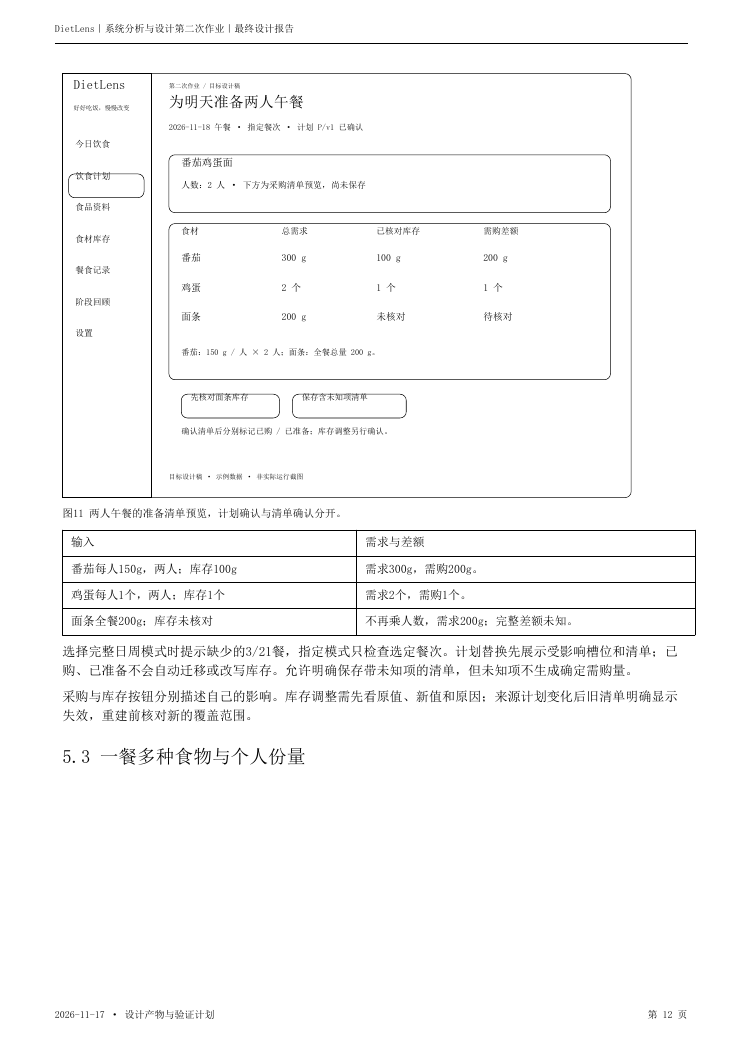 DietLens｜系统分析与设计第二次作业｜最终设计报告
DietLens
好好吃饭，慢慢改变
今日饮食
饮食计划
食品资料
食材库存
餐食记录
阶段回顾
设置
第二次作业 / 目标设计稿
为明天准备两人午餐
2026-11-18 午餐 • 指定餐次 • 计划 P/v1 已确认
番茄鸡蛋面
人数：2 人 • 下方为采购清单预览，尚未保存
食材 总需求 已核对库存 需购差额
番茄 300 g 100 g 200 g
鸡蛋 2 个 1 个 1 个
面条 200 g 未核对 待核对
番茄：150 g / 人 × 2 人；面条：全餐总量 200 g。
先核对面条库存 保存含未知项清单
确认清单后分别标记已购 / 已准备；库存调整另行确认。
目标设计稿 • 示例数据 • 非实际运行截图
图11 两人午餐的准备清单预览，计划确认与清单确认分开。
输入 需求与差额
番茄每人150g，两人；库存100g 需求300g，需购200g。
鸡蛋每人1个，两人；库存1个 需求2个，需购1个。
面条全餐200g；库存未核对 不再乘人数，需求200g；完整差额未知。
选择完整日周模式时提示缺少的3/21餐，指定模式只检查选定餐次。计划替换先展示受影响槽位和清单；已
购、已准备不会自动迁移或改写库存。允许明确保存带未知项的清单，但未知项不生成确定需购量。
采购与库存按钮分别描述自己的影响。库存调整需先看原值、新值和原因；来源计划变化后旧清单明确显示
失效，重建前核对新的覆盖范围。
5.3 一餐多种食物与个人份量
2026-11-17 • 设计产物与验证计划
第 12 页